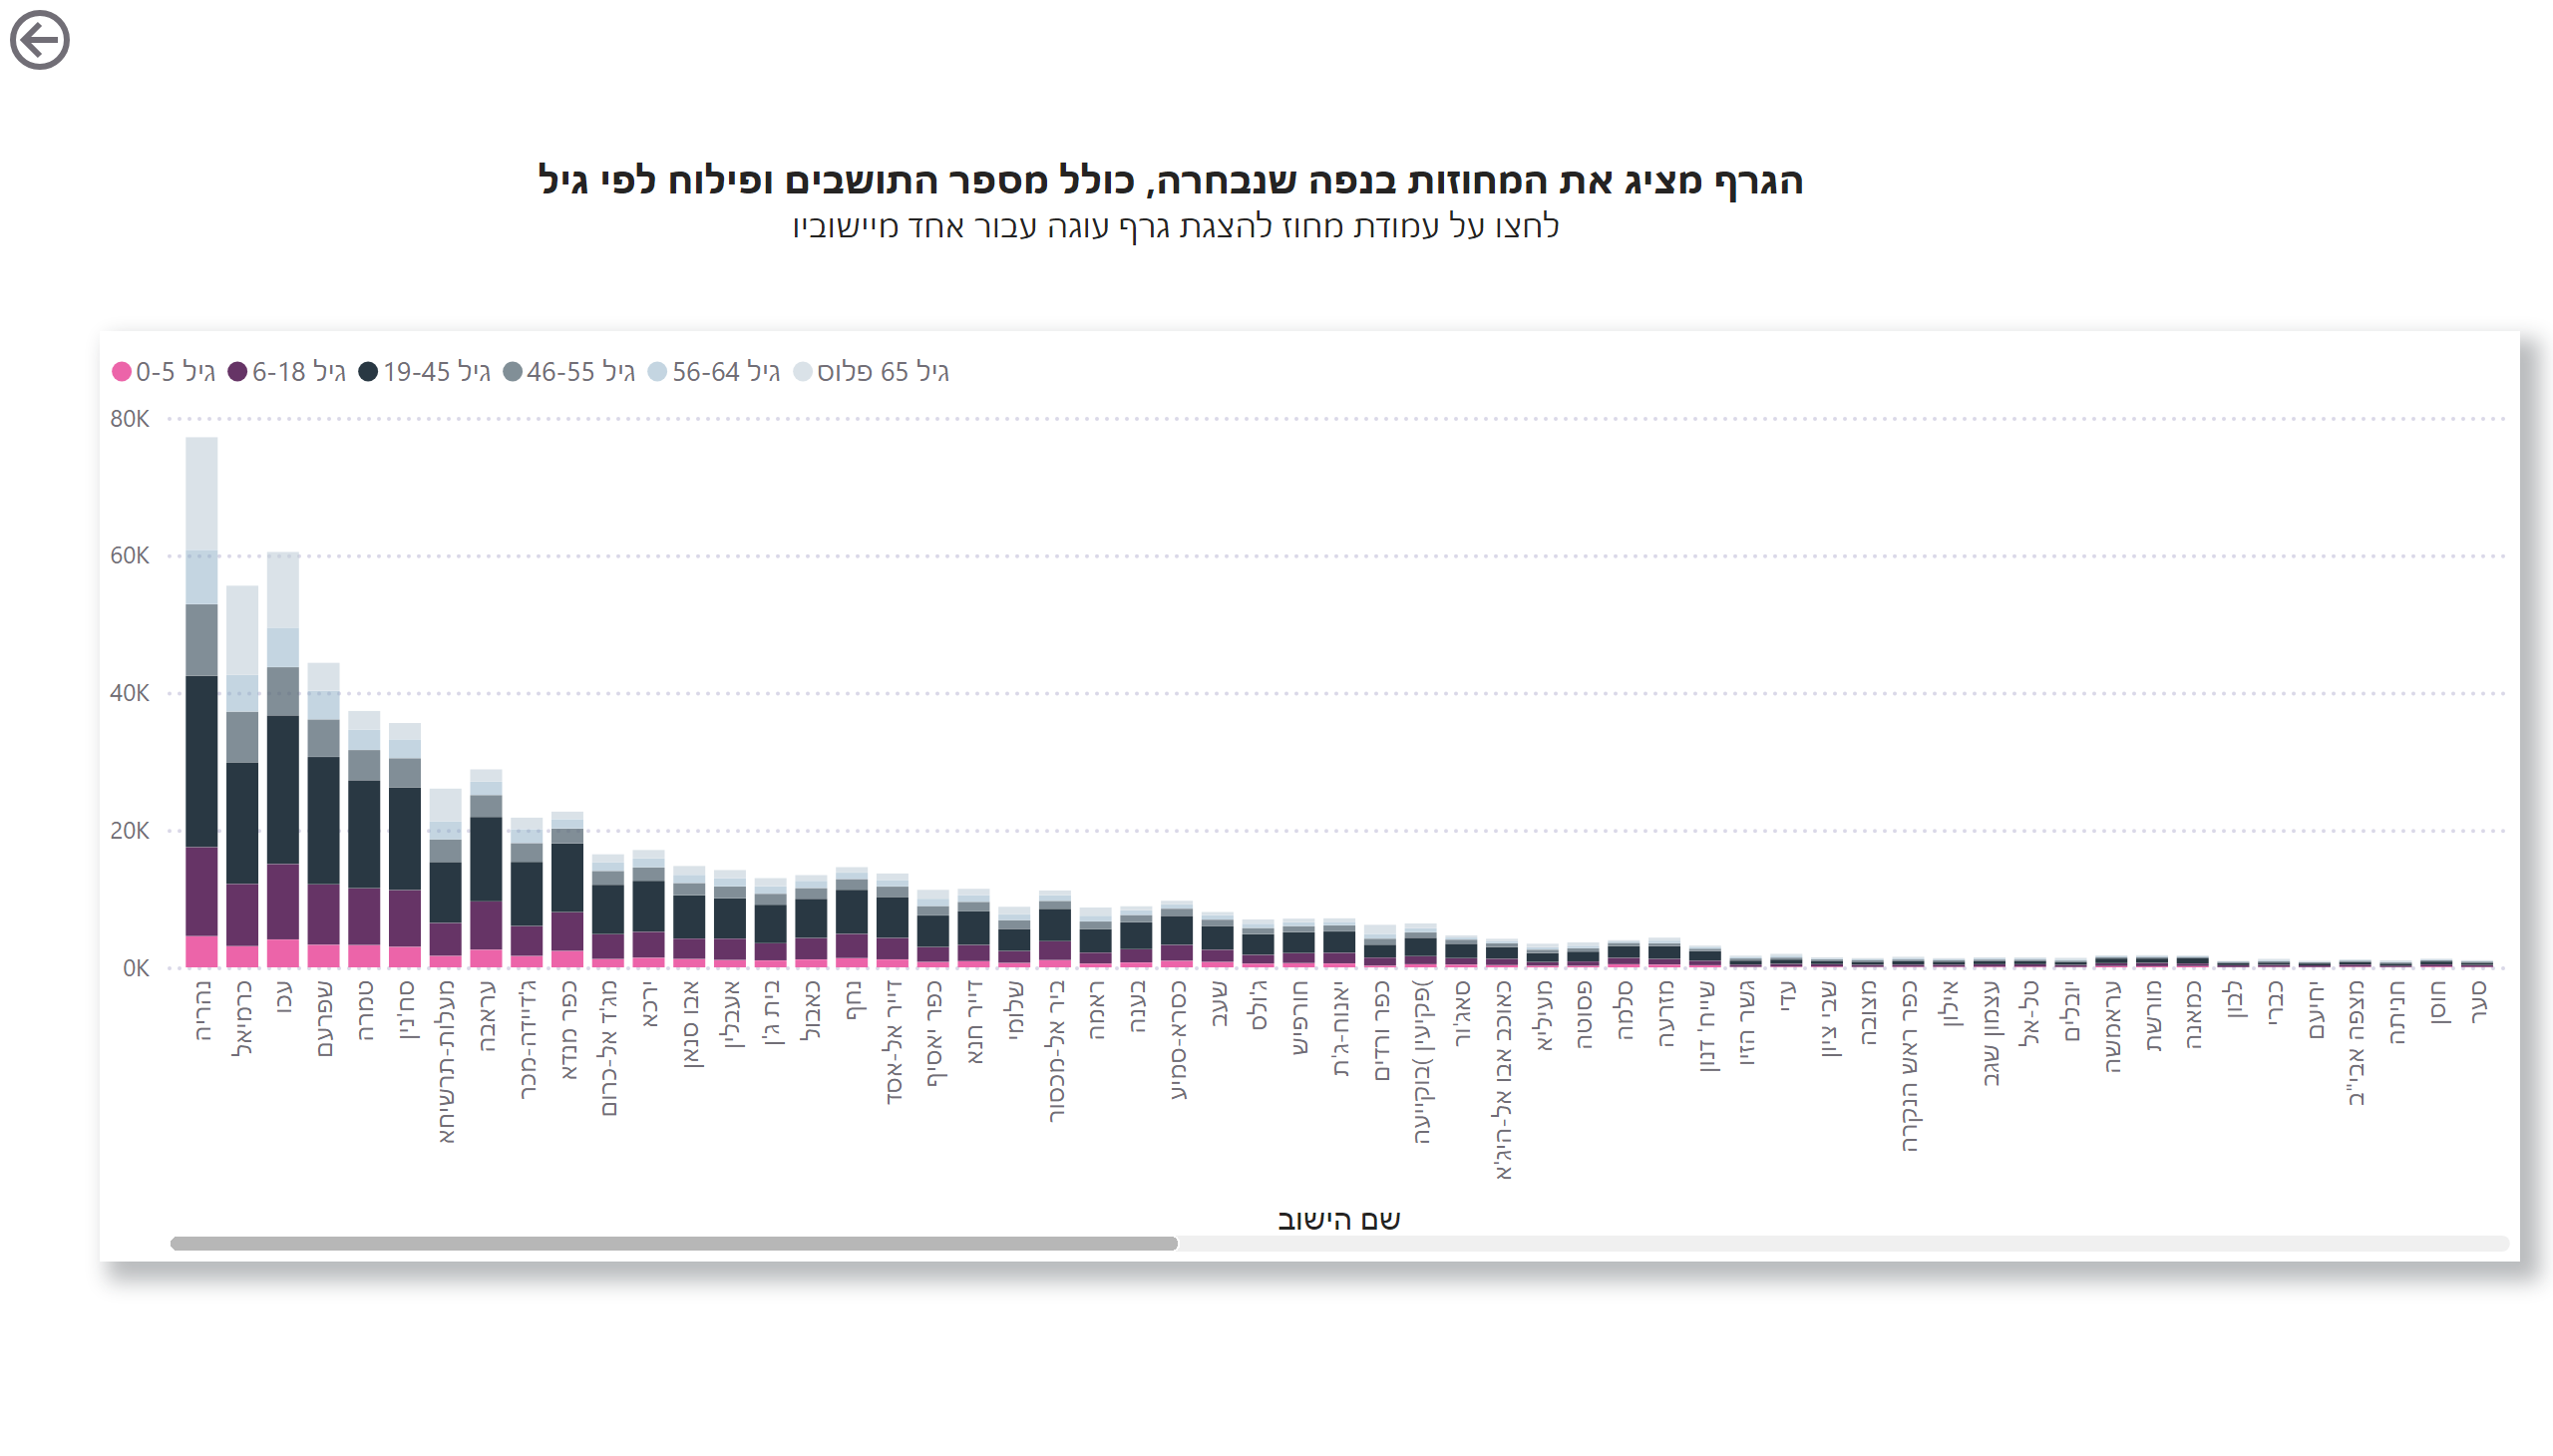 הגרף מציג את המחוזות בנפה שנבחרה, כולל מספר התושבים ופילוח לפי גיל
לחצו על עמודת מחוז להצגת גרף עוגה עבור אחד מיישוביו
גיל 0-5 גיל 6-18 גיל 19-45 גיל 46-55 גיל 56-64 גיל 65 פלוס
80K
60K
40K
20K
0K
נהריה
כרמיאל
עכו
שפרעם
טמרה
סח'נין
מעלות-תרשיחא
עראבה
ג'דיידה-מכר
כפר מנדא
מג'ד אל-כרום
ירכא
אבו סנאן
אעבלין
בית ג'ן
כאבול
נחף
דייר אל-אסד
כפר יאסיף
דייר חנא
שלומי
ביר אל-מכסור
ראמה
בענה
כסרא-סמיע
שעב
ג'ולס
חורפיש
יאנוח-ג'ת
כפר ורדים
פקיעין )בוקייעה(
סאג'ור
כאוכב אבו אל-היג'א
מעיליא
פסוטה
סלמה
מזרעה
שייח' דנון
גשר הזיו
עדי
שבי ציון
מצובה
כפר ראש הנקרה
אילון
עצמון שגב
טל-אל
יובלים
עראמשה
מורשת
כמאנה
לבון
כברי
יחיעם
מצפה אבי"ב
חניתה
חוסן
סער
שם הישוב